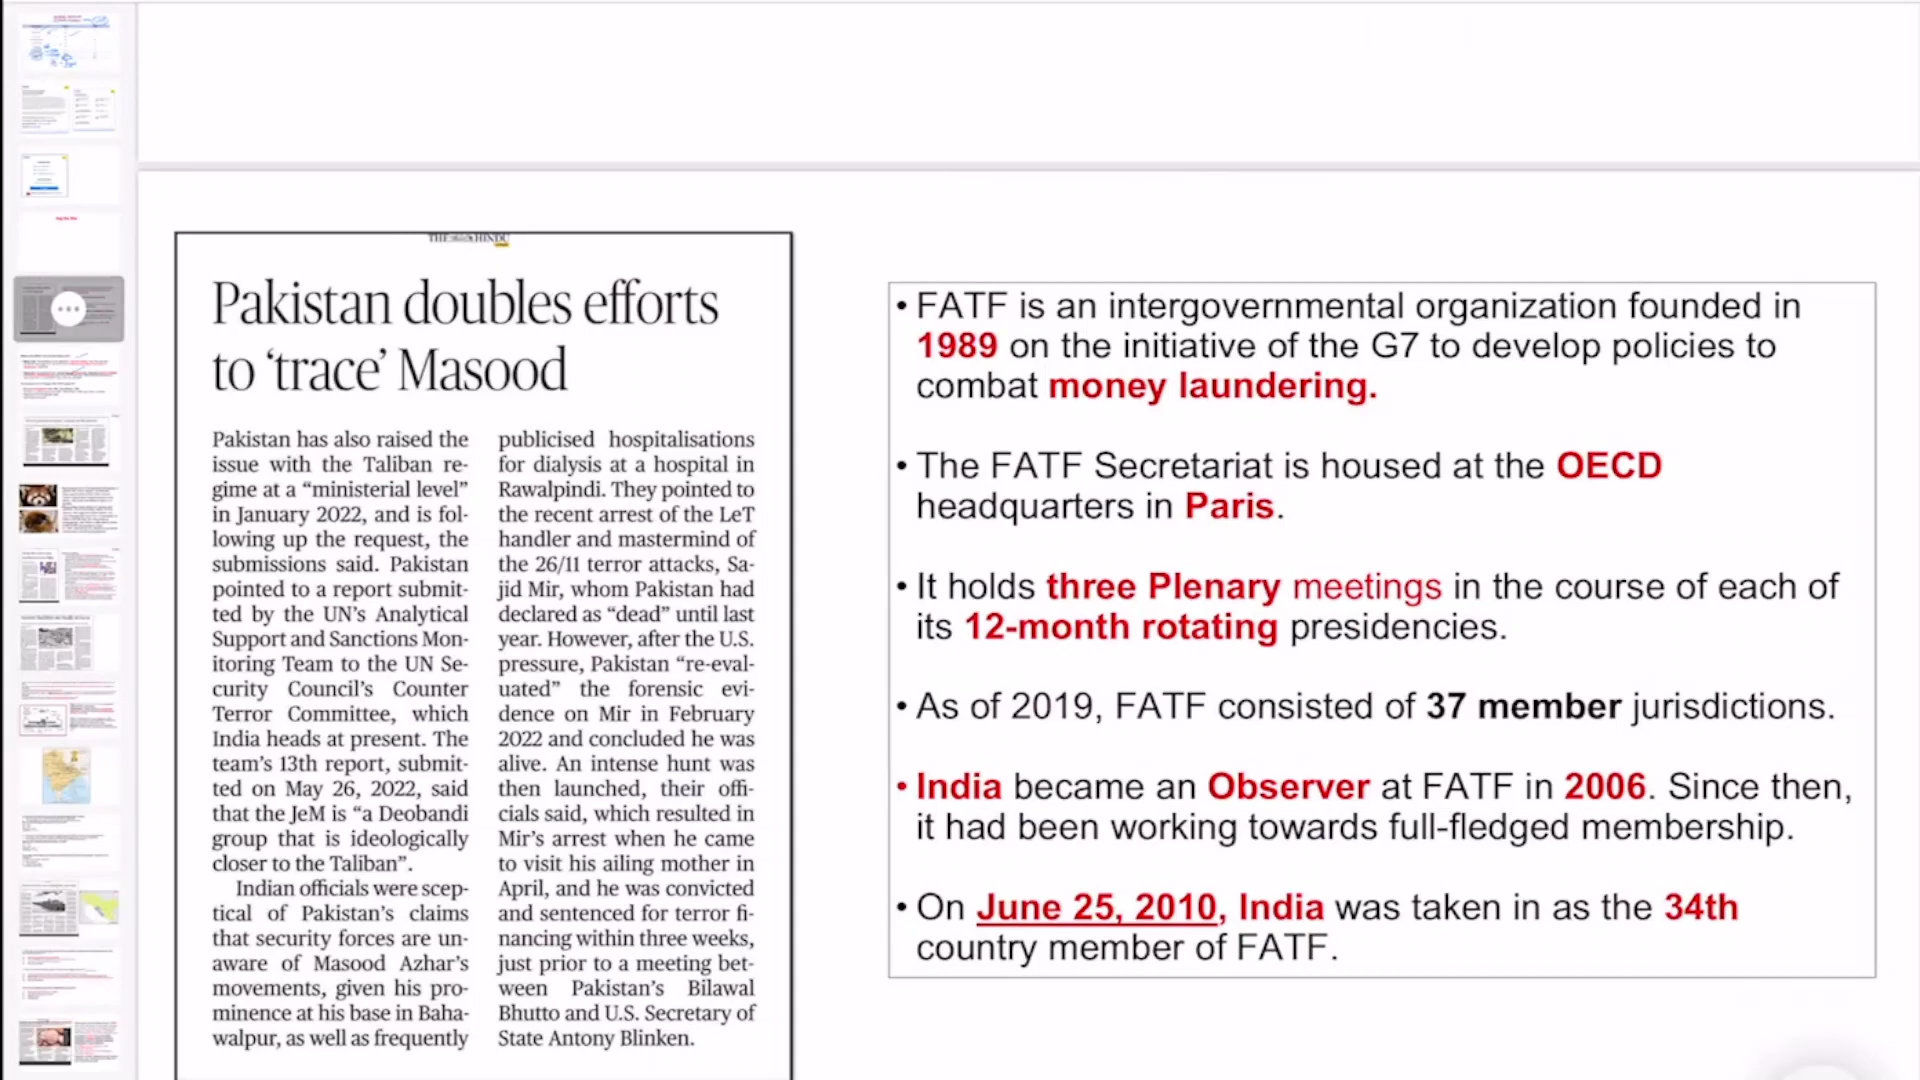 THE HINDU
Pakistan doubles efforts
to ‘trace’ Masood
Pakistan has also raised the
issue with the Taliban re-
gime at a “ministerial level”
in January 2022, and is fol-
lowing up the request, the
submissions said. Pakistan
pointed to a report submit-
ted by the UN’s Analytical
Support and Sanctions Mon-
itoring Team to the UN Se-
curity Council’s Counter
Terror Committee, which
India heads at present. The
team’s 13th report, submit-
ted on May 26, 2022, said
that the JeM is “a Deobandi
group that is ideologically
closer to the Taliban”.
Indian officials were scep-
tical of Pakistan’s claims
that security forces are un-
aware of Masood Azhar’s
movements, given his pro-
minence at his base in Baha-
walpur, as well as frequently
publicised hospitalisations
for dialysis at a hospital in
Rawalpindi. They pointed to
the recent arrest of the LeT
handler and mastermind of
the 26/11 terror attacks, Sa-
jid Mir, whom Pakistan had
declared as “dead” until last
year. However, after the U.S.
pressure, Pakistan “re-eval-
uated” the forensic evi-
dence on Mir in February
2022 and concluded he was
alive. An intense hunt was
then launched, their offi-
cials said, which resulted in
Mir’s arrest when he came
to visit his ailing mother in
April, and he was convicted
and sentenced for terror fi-
nancing within three weeks,
just prior to a meeting bet-
ween Pakistan’s Bilawal
Bhutto and U.S. Secretary of
State Antony Blinken.
• FATF is an intergovernmental organization founded in
1989 on the initiative of the G7 to develop policies to
combat money laundering.
• The FATF Secretariat is housed at the OECD
headquarters in Paris.
• It holds three Plenary meetings in the course of each of
its 12-month rotating presidencies.
• As of 2019, FATF consisted of 37 member jurisdictions.
• India became an Observer at FATF in 2006. Since then,
it had been working towards full-fledged membership.
• On June 25, 2010, India was taken in as the 34th
country member of FATF.